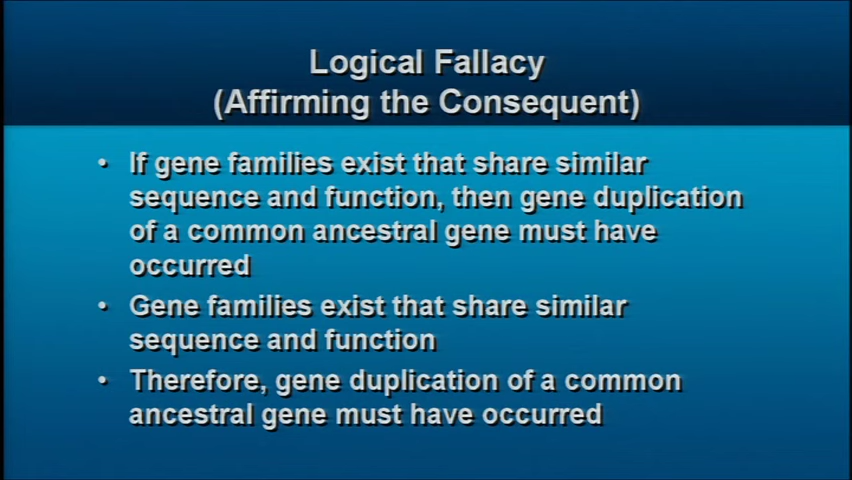 Logical Fallacy
(Affirming the Consequent)
• If gene families exist that share similar
sequence and function, then gene duplication
of a common ancestral gene must have
occurred
• Gene families exist that share similar
sequence and function
• Therefore, gene duplication of a common
ancestral gene must have occurred